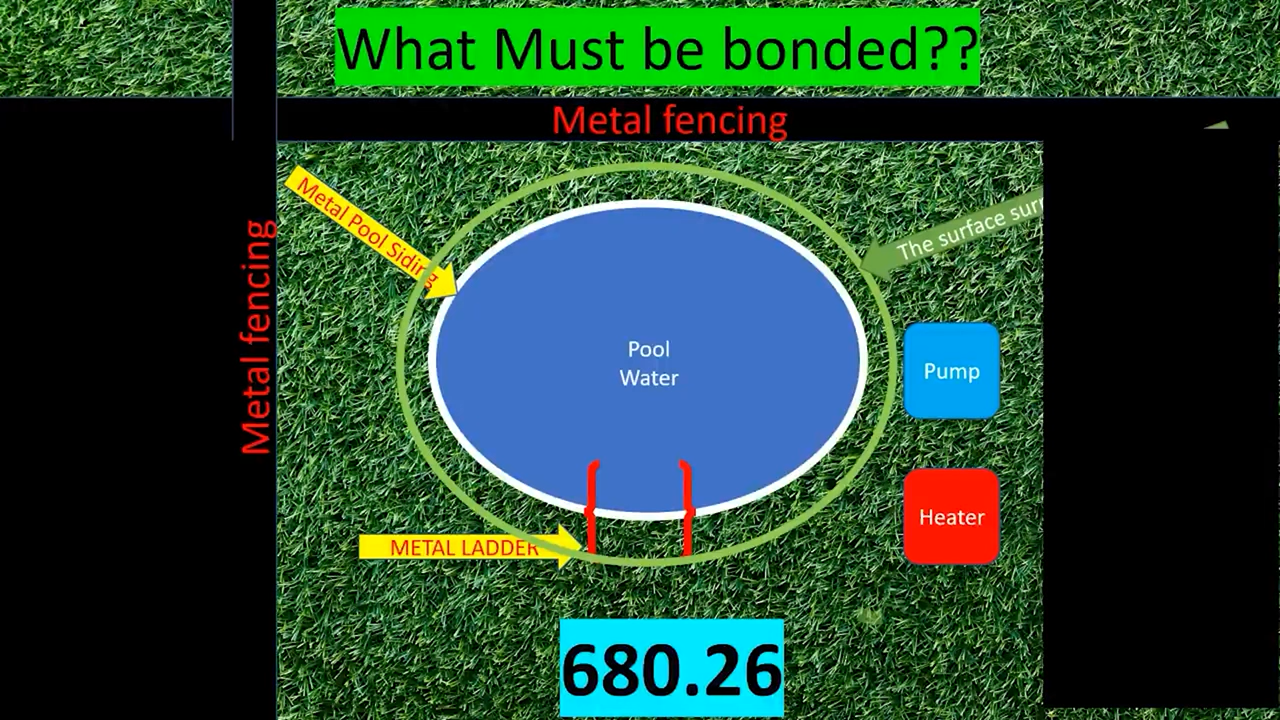 What Must be bonded??
Metal fencing
Metal Pool Siding
The surface
Metal fencing
Pool
Water
Pump
Heater
METAL LADDER
680.26